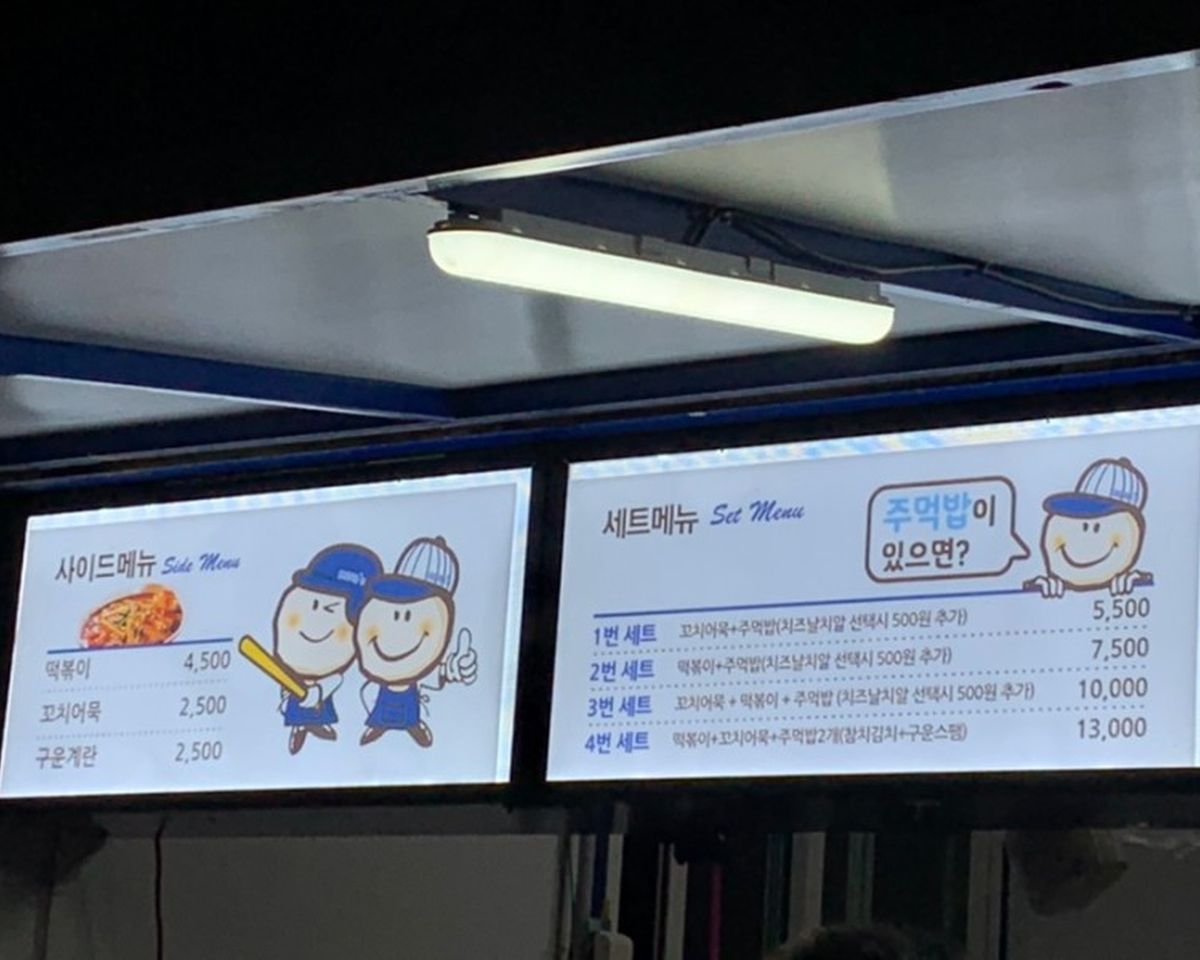 사이드메뉴 Side Menu
떡볶이 4,500
꼬치어묵 2,500
구운계란 2,500
세트메뉴 Set Menu
주먹밥이
있으면?
1번 세트 꼬치어묵+주먹밥(치즈날치알 선택시 500원 추가) 5,500
2번 세트 떡볶이+주먹밥(치즈날치알 선택시 500원 추가) 7,500
3번 세트 꼬치어묵 + 떡볶이 + 주먹밥 (치즈날치알 선택시 500원 추가) 10,000
4번 세트 떡볶이+꼬치어묵+주먹밥2개(참치김치+구운스팸) 13,000